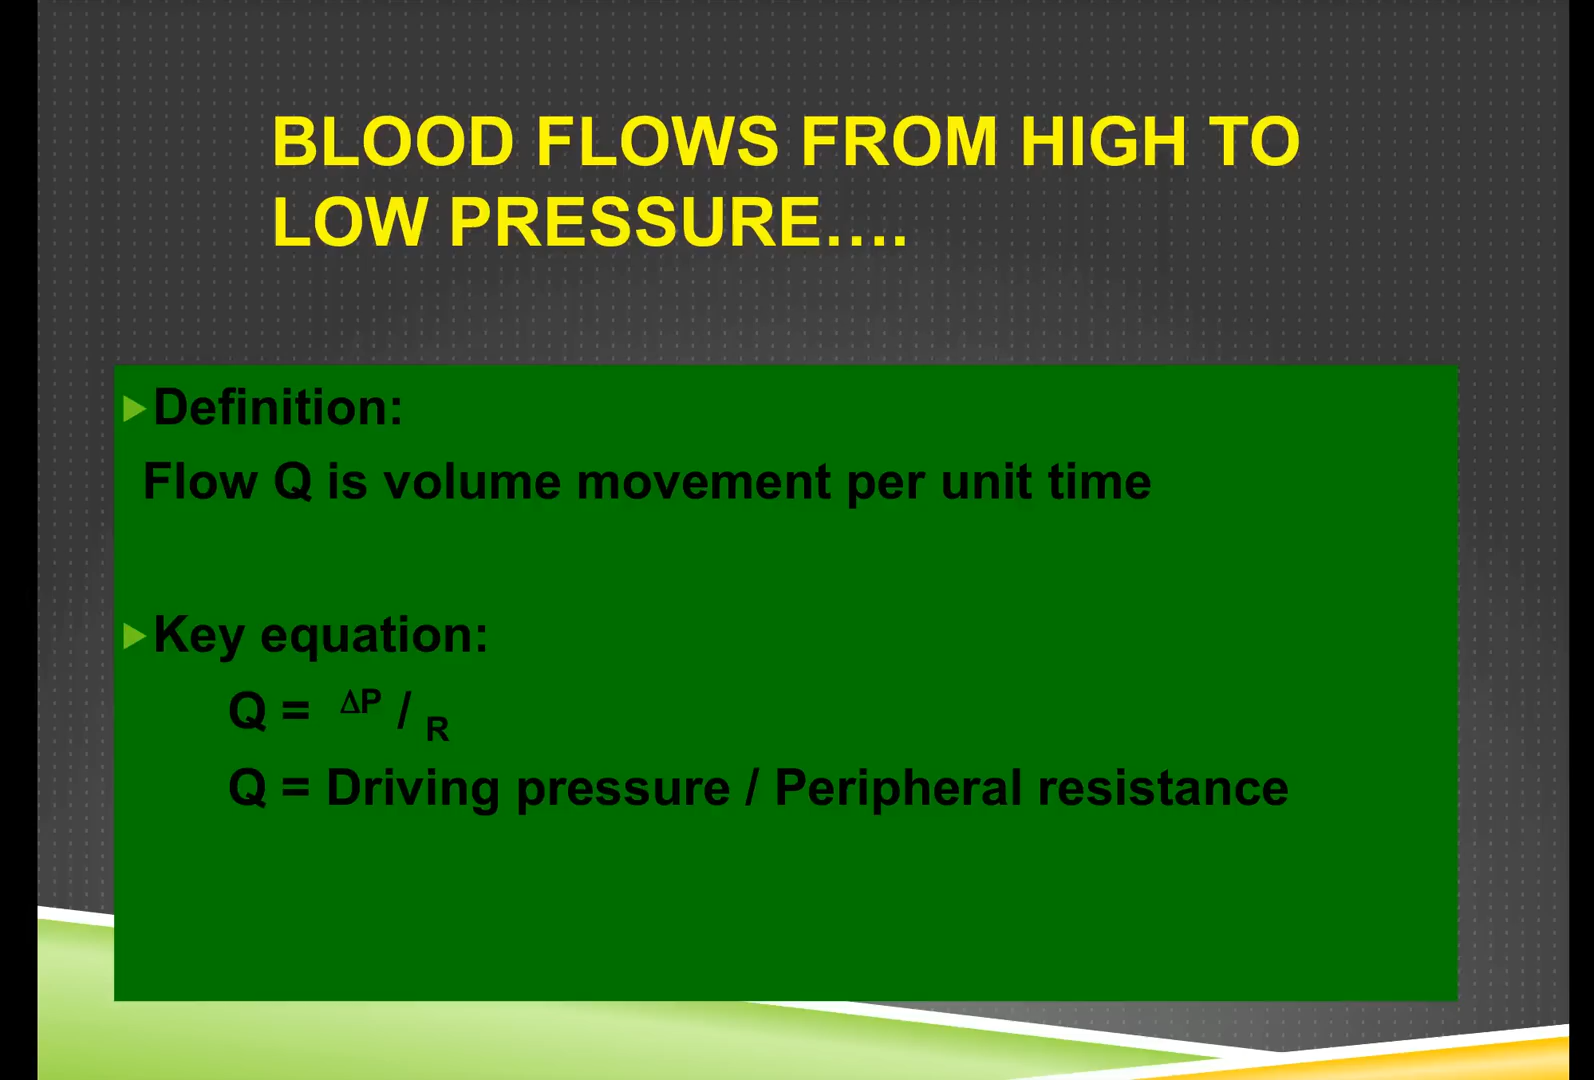 BLOOD FLOWS FROM HIGH TO
LOW PRESSURE....
Definition:
Flow Q is volume movement per unit time
Key equation:
Q = ΔP / R
Q = Driving pressure / Peripheral resistance